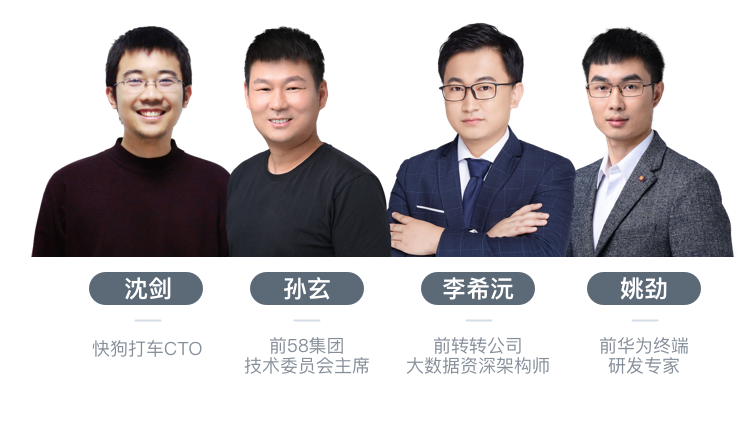 沈剑
孙玄
李希沅
姚劲
快狗打车CTO
前58集团
技术委员会主席
前转转公司
大数据资深架构师
前华为终端
研发专家